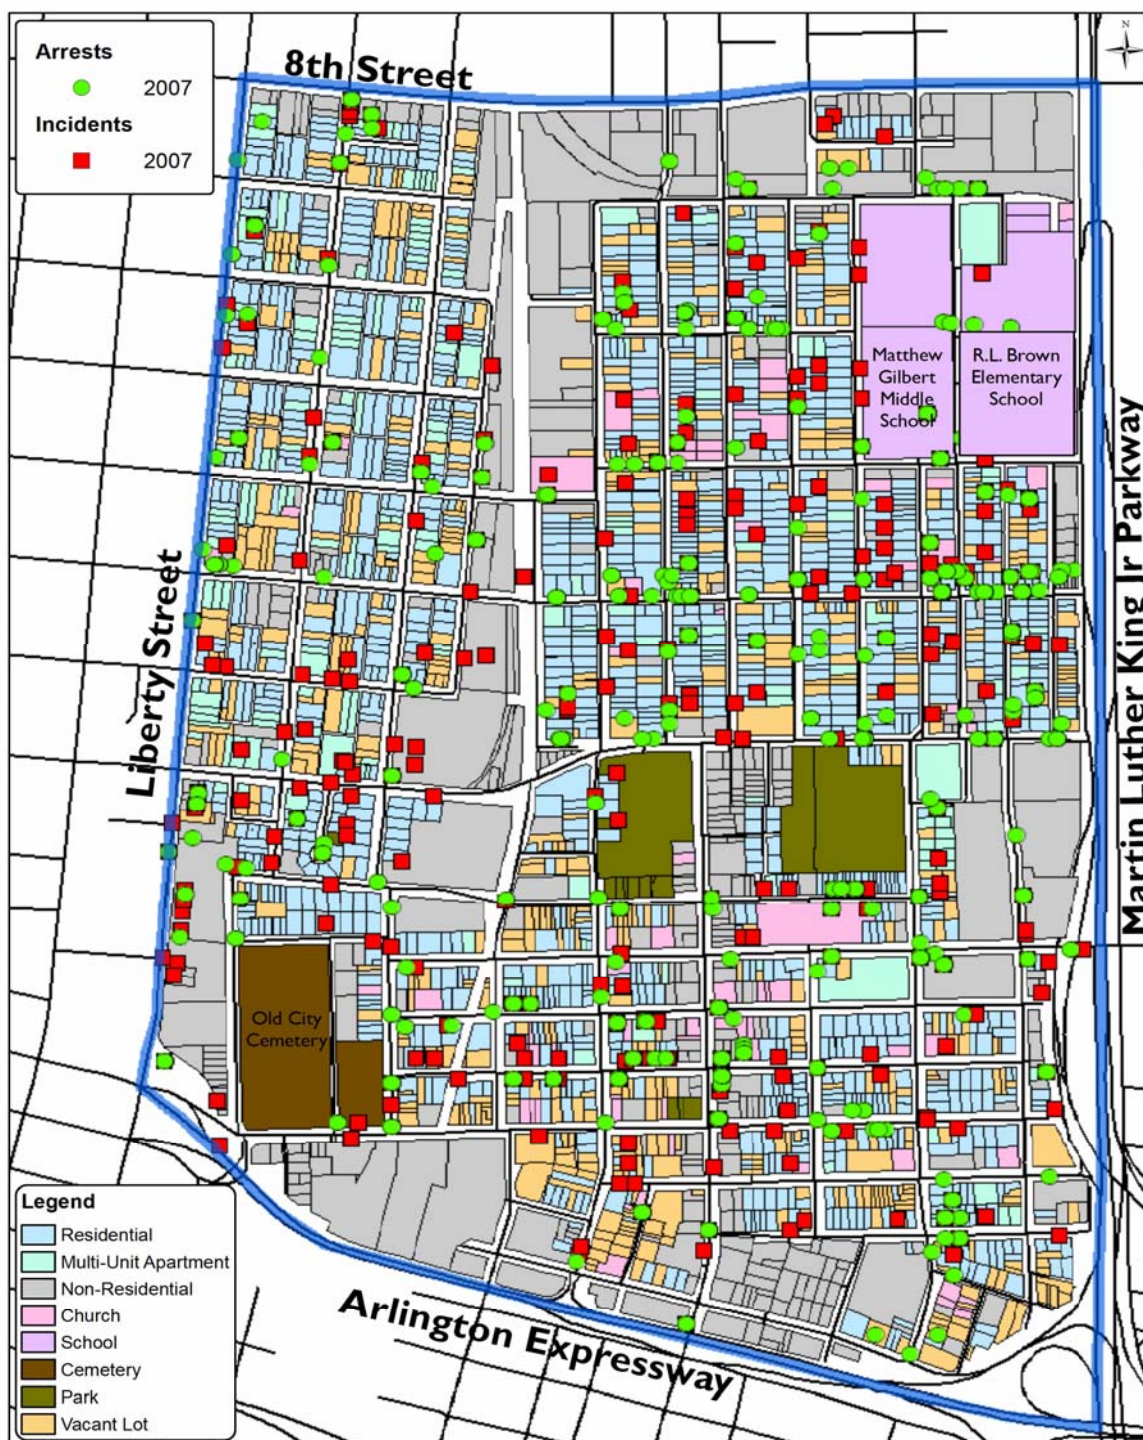 Arrests
2007
Incidents
2007
8th Street
N
Matthew
Gilbert
Middle
School
R.L. Brown
Elementary
School
Liberty Street
Martin Luther King Jr Parkway
Old City
Cemetery
Arlington Expressway
Legend
Residential
Multi-Unit Apartment
Non-Residential
Church
School
Cemetery
Park
Vacant Lot